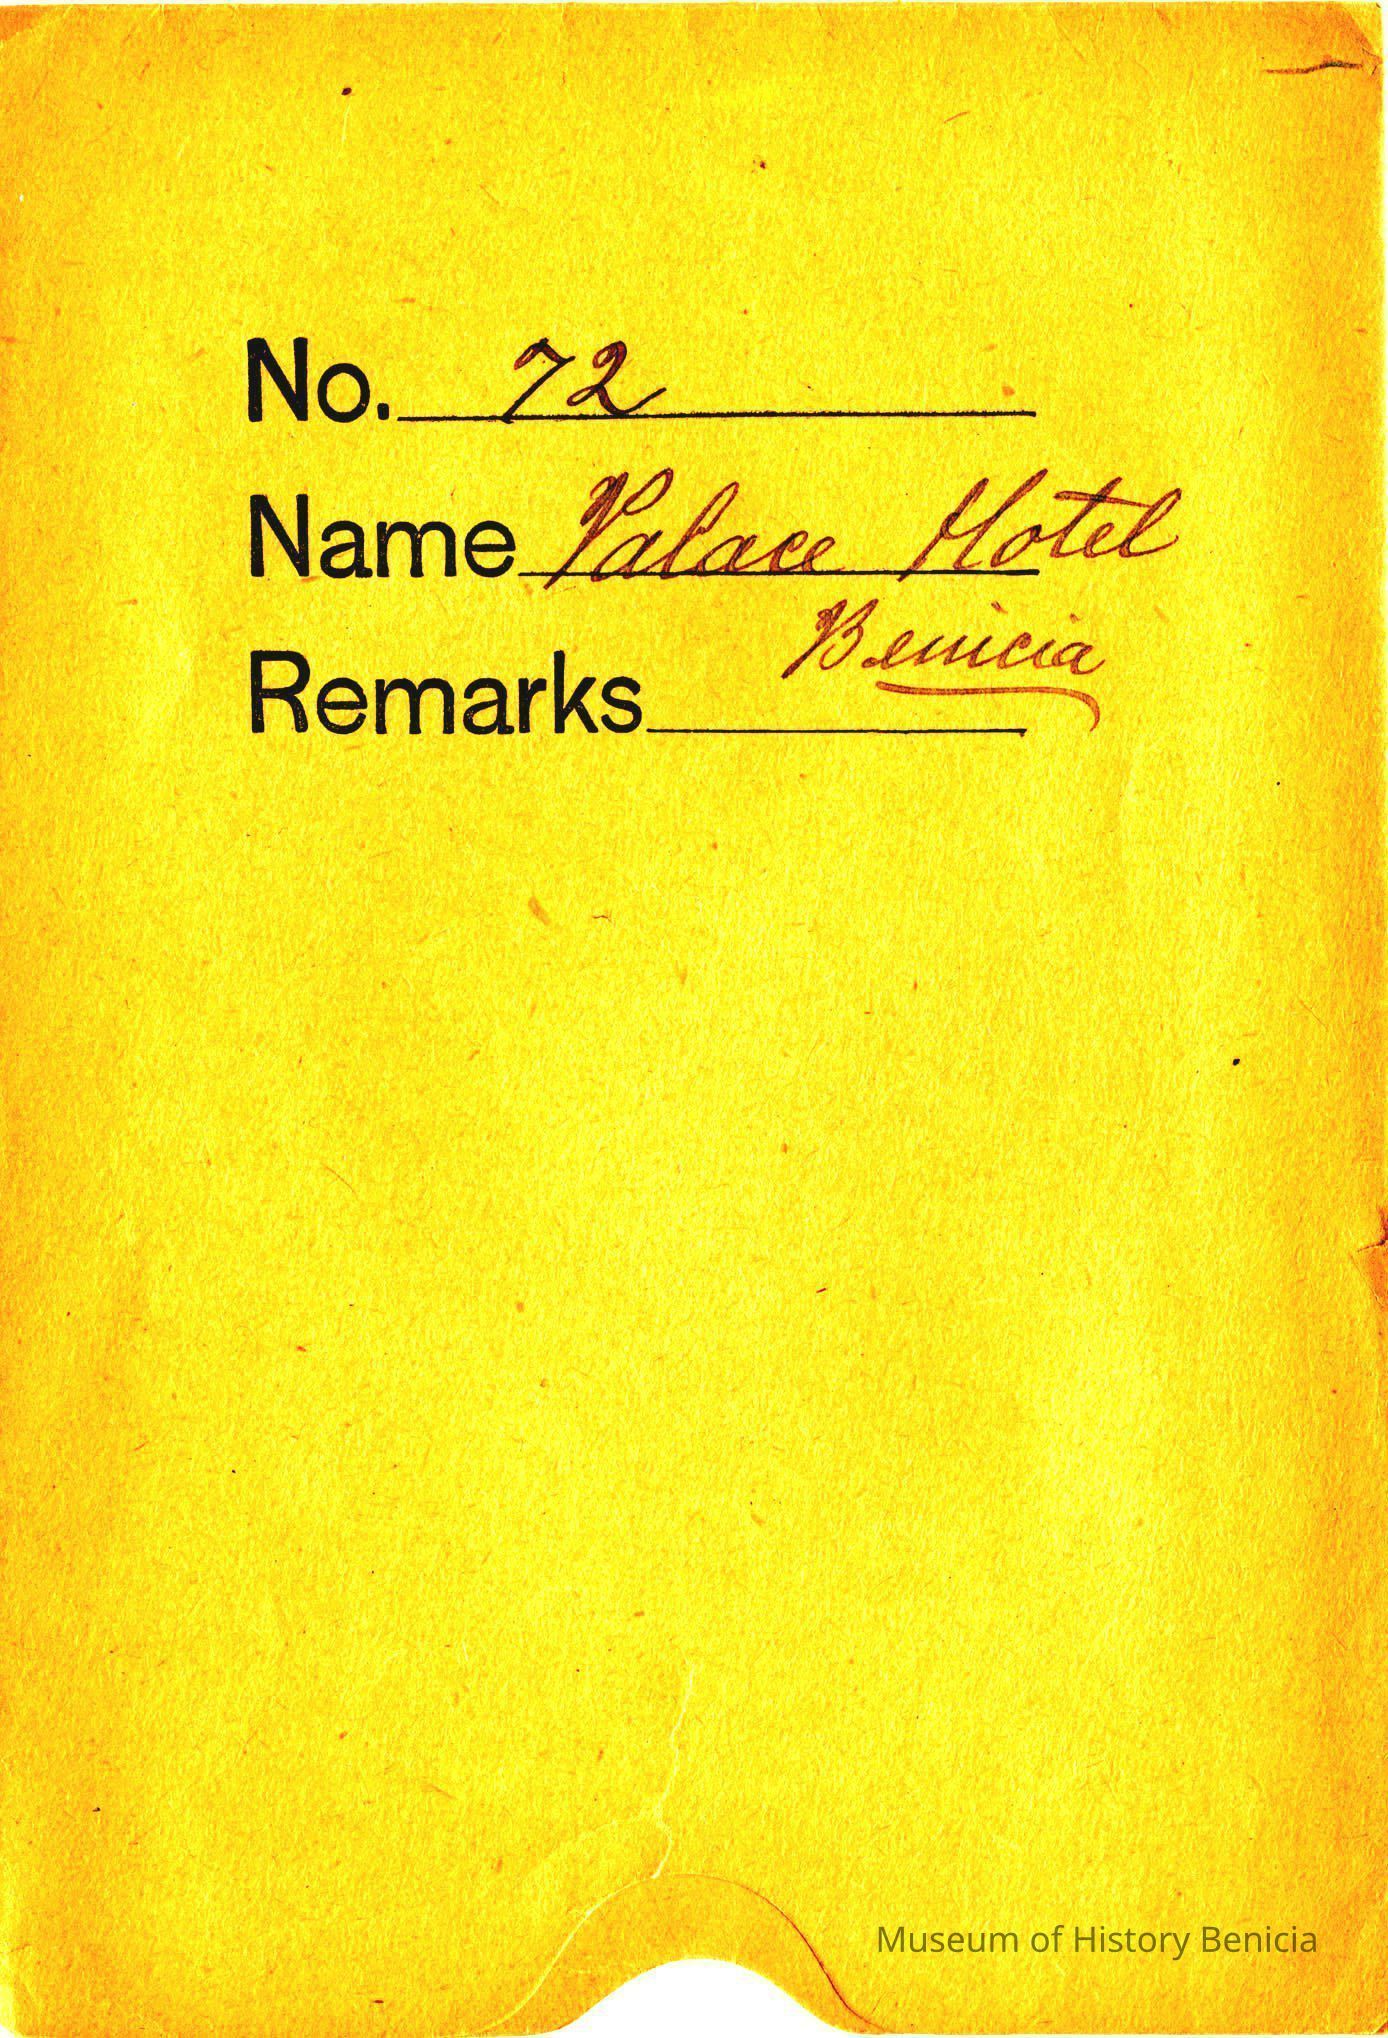 No. 72
Name Palace Hotel
Benicia
Remarks
Museum of History Benicia